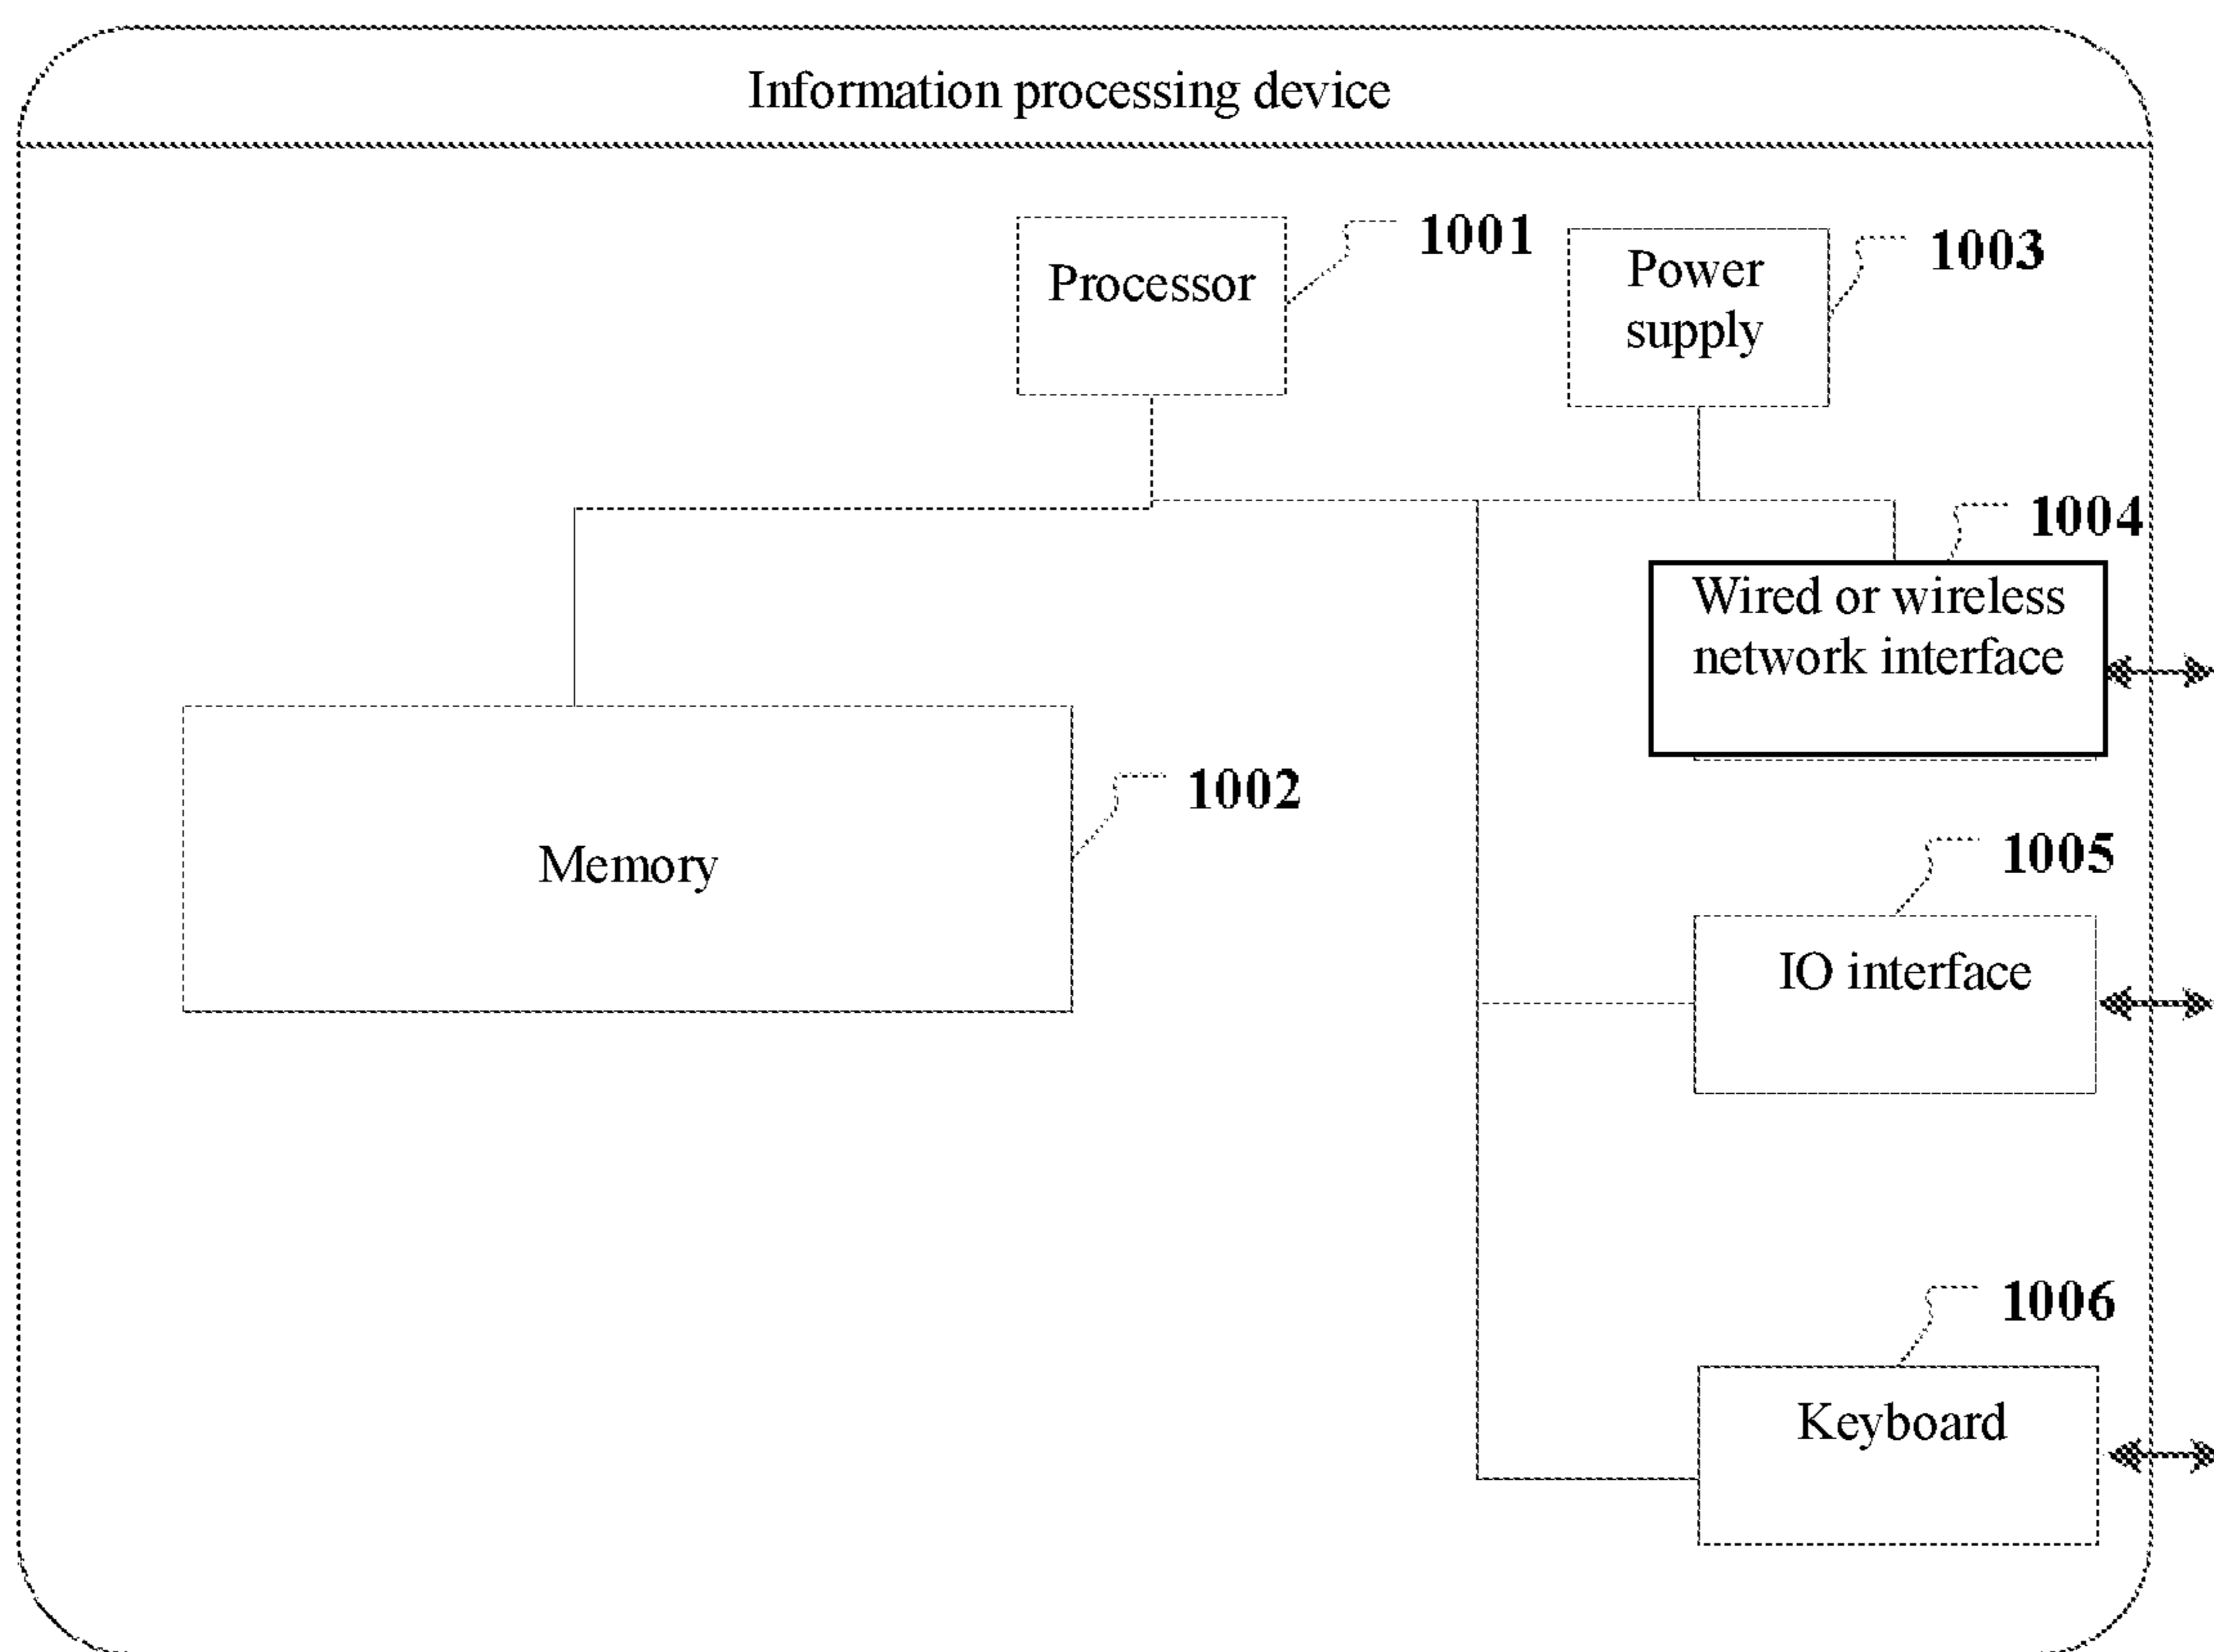 Information processing device
Processor
1001
Power
supply
1003
1004
Wired or wireless
network interface
Memory
1002
1005
IO interface
1006
Keyboard